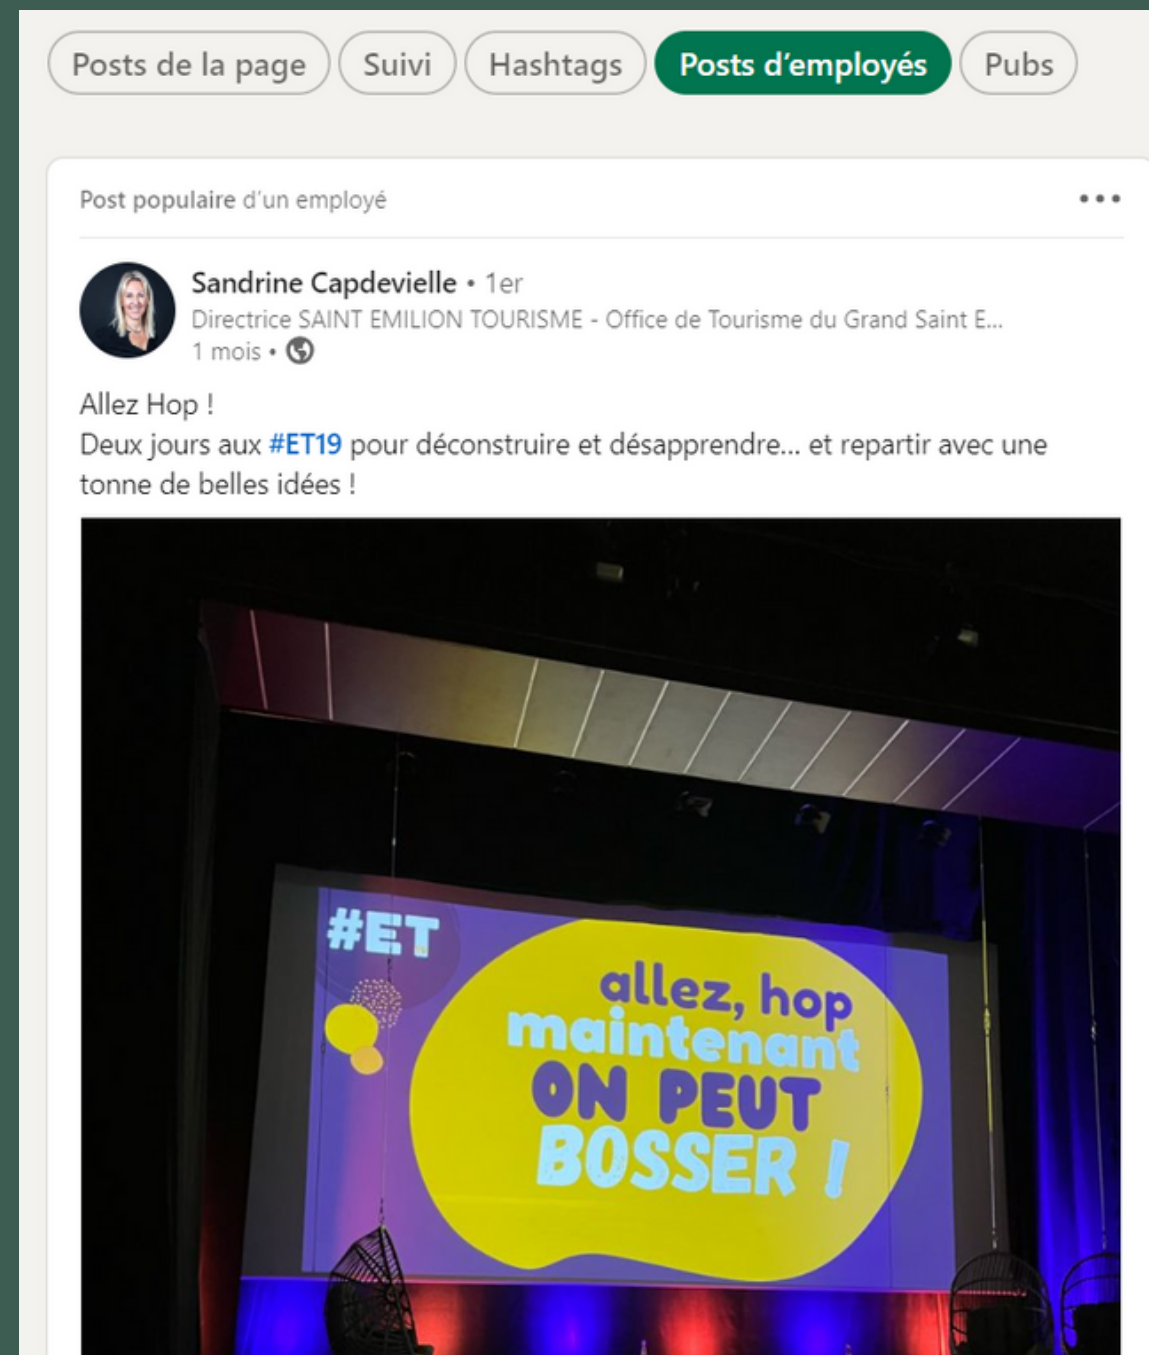 Posts de la page
Suivi
Hashtags
Posts d'employés
Pubs
Post populaire d'un employé
Sandrine Capdevielle • 1er
Directrice SAINT EMILION TOURISME - Office de Tourisme du Grand Saint E...
1 mois •
Allez Hop !
Deux jours aux #ET19 pour déconstruire et désapprendre... et repartir avec une
tonne de belles idées !
#ET
allez, hop
maintenant
ON PEUT
BOSSER !